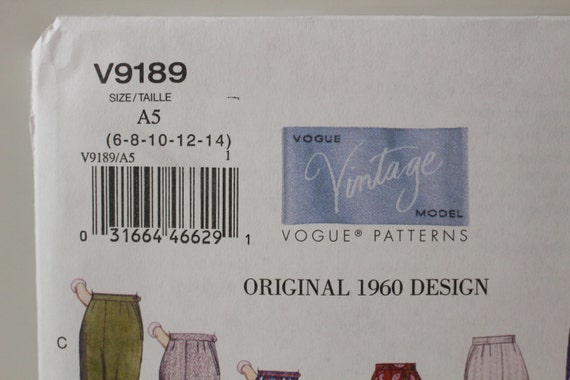 V9189
SIZE/TAILLE
A5
(6-8-10-12-14)
V9189/A5 1
0 31664 46629 1
VOGUE
Vintage
MODEL
VOGUE® PATTERNS
ORIGINAL 1960 DESIGN
C